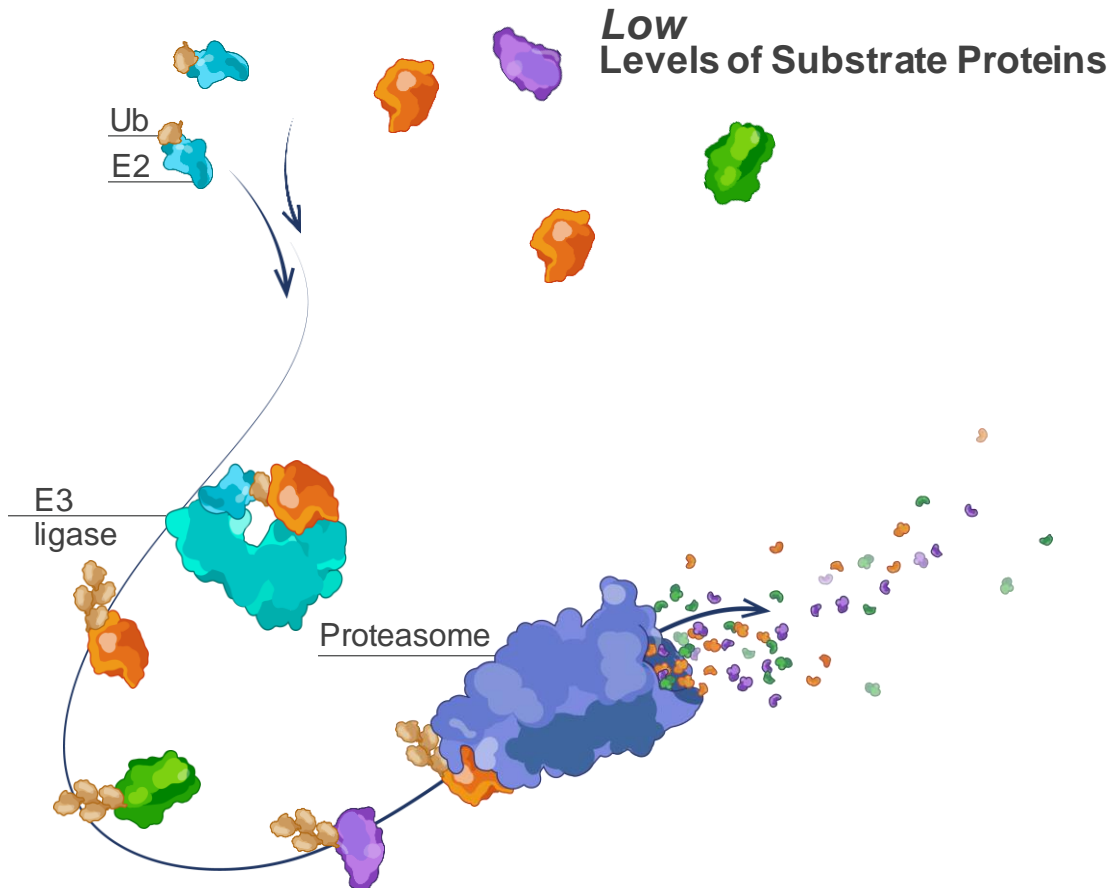 Low
Levels of Substrate Proteins
Ub
E2
E3
ligase
Proteasome